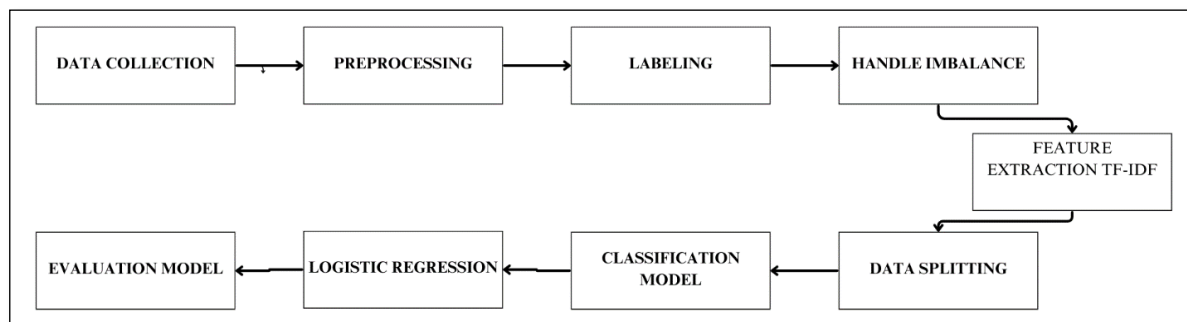 DATA COLLECTION
PREPROCESSING
LABELING
HANDLE IMBALANCE
FEATURE
EXTRACTION TF-IDF
DATA SPLITTING
CLASSIFICATION
MODEL
LOGISTIC REGRESSION
EVALUATION MODEL